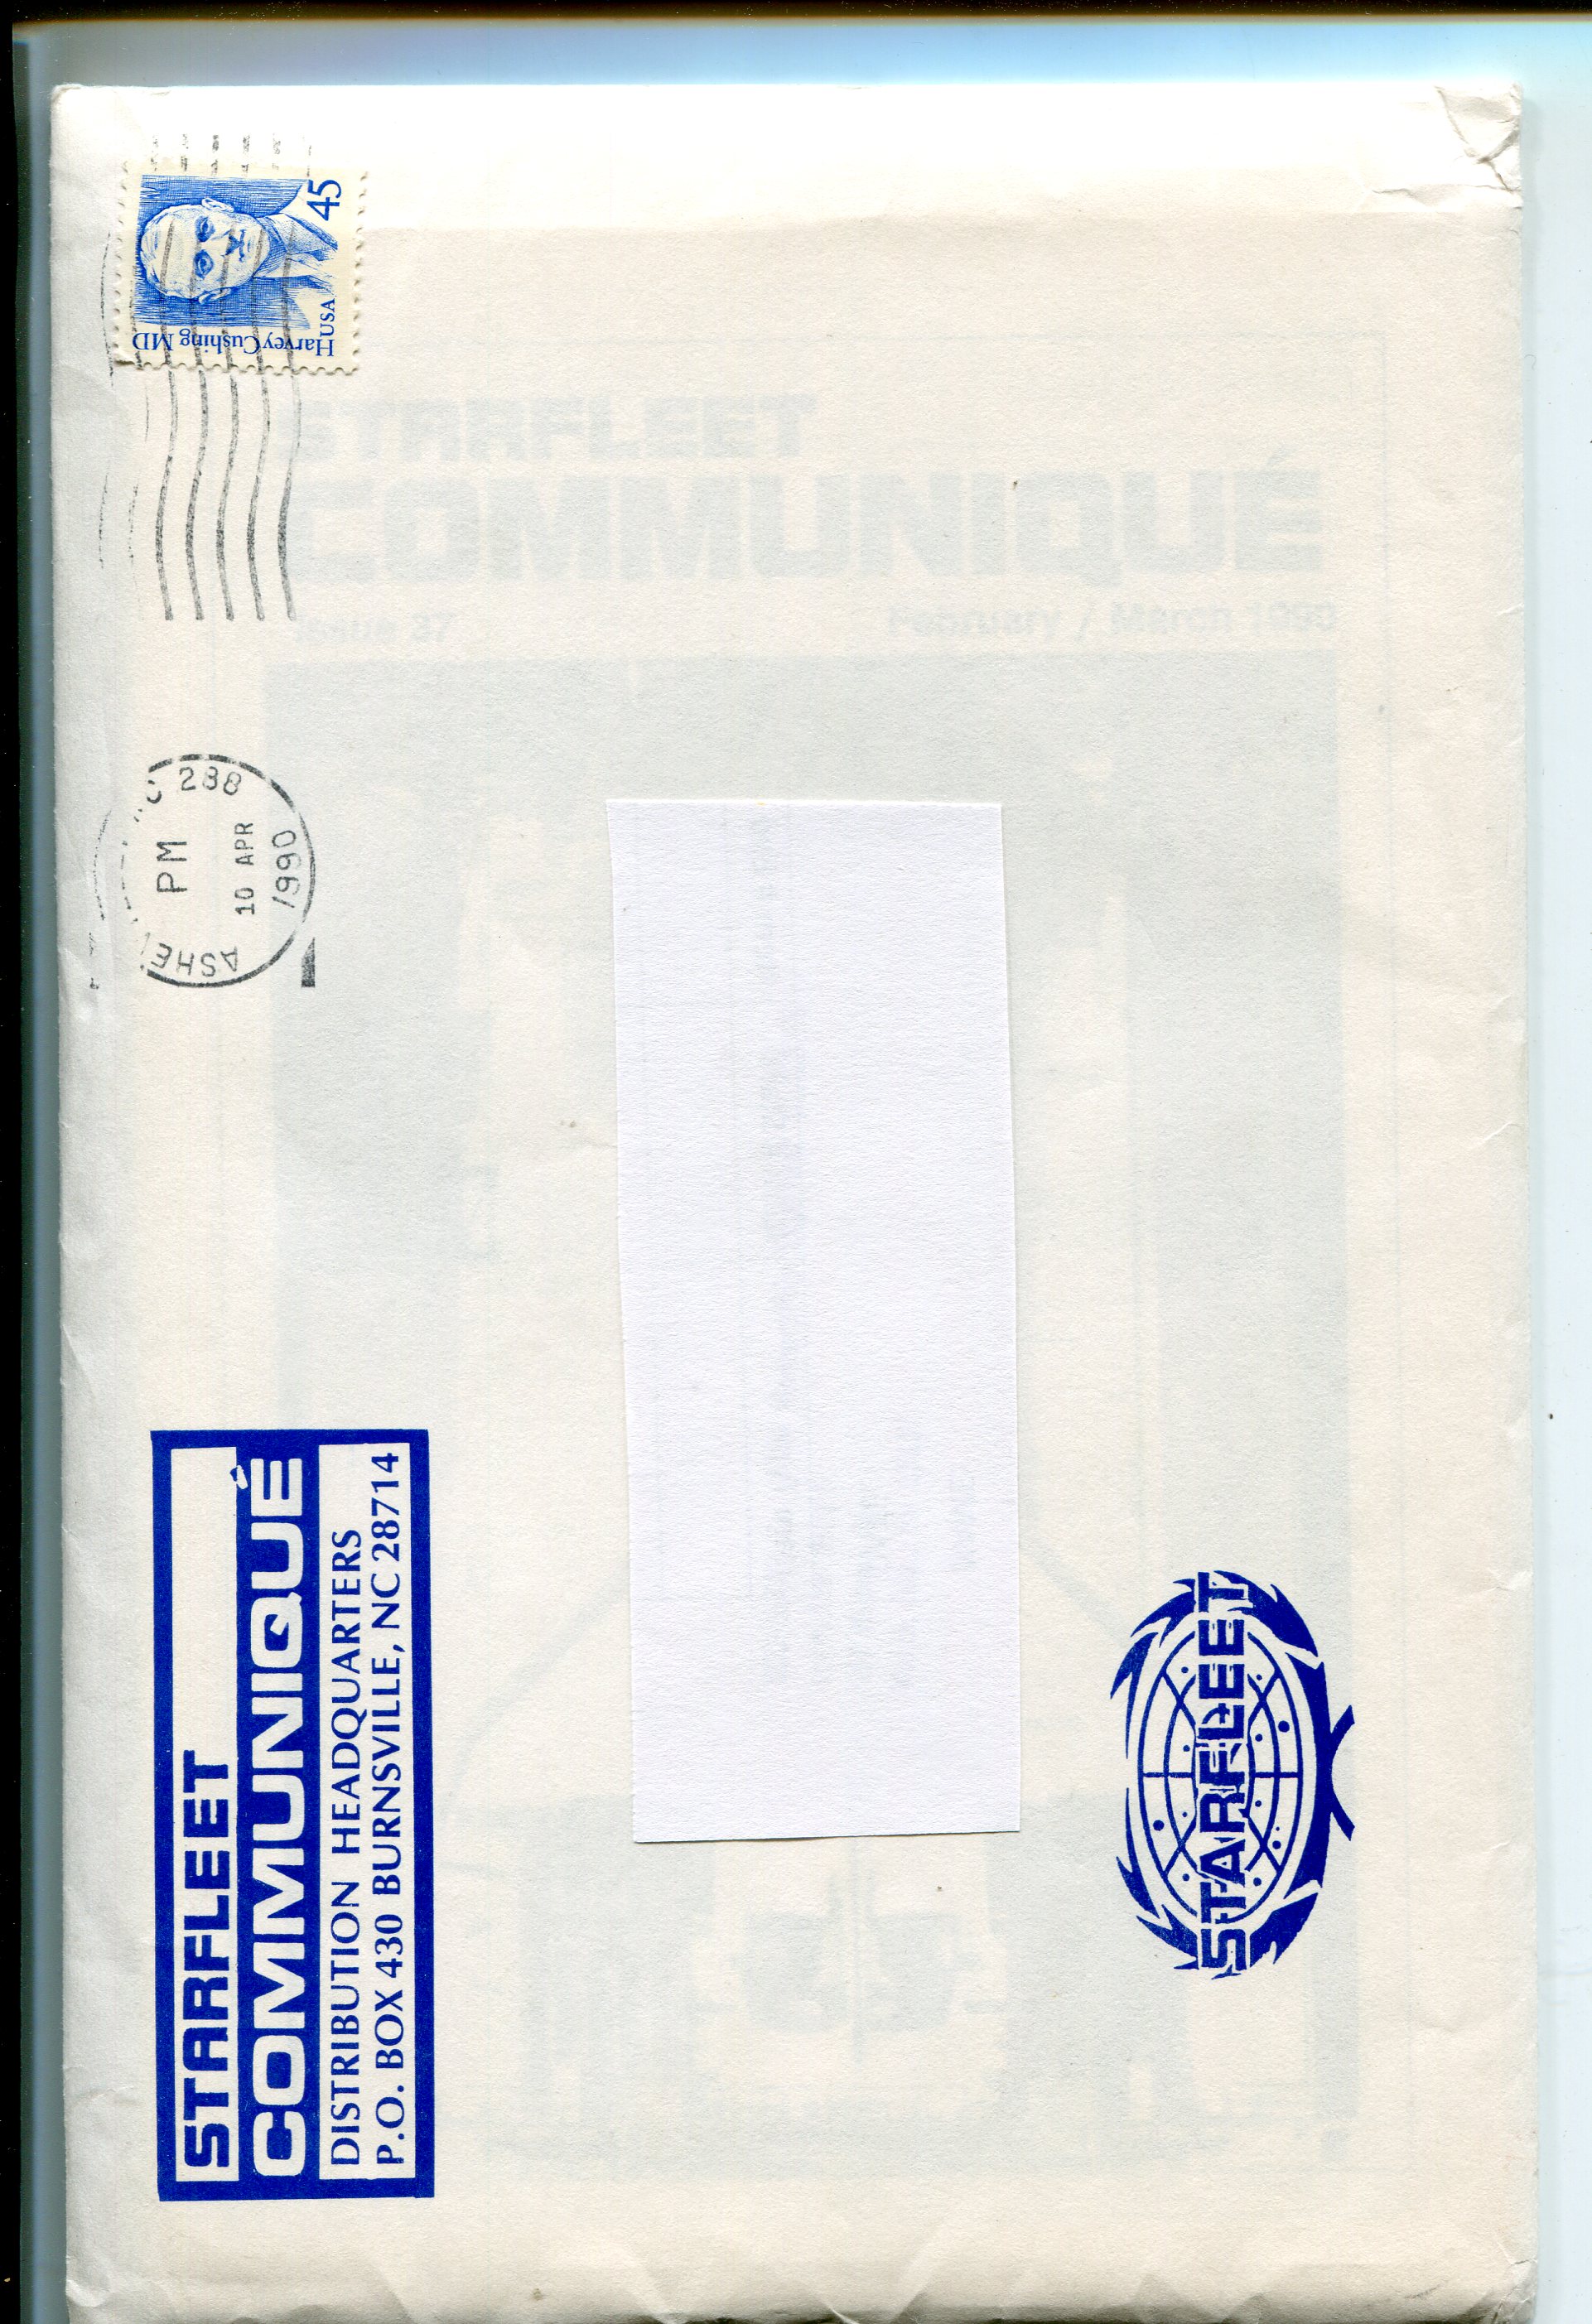 Harvey Cushing MD
USA
45
ASHE
C 288
PM
10 APR
1990
STARFLEET
COMMUNIQUÉ
Issue 37
February / March 1990
STARFLEET
COMMUNIQUÉ
DISTRIBUTION HEADQUARTERS
P.O. BOX 430 BURNSVILLE, NC 28714
STARFLEET